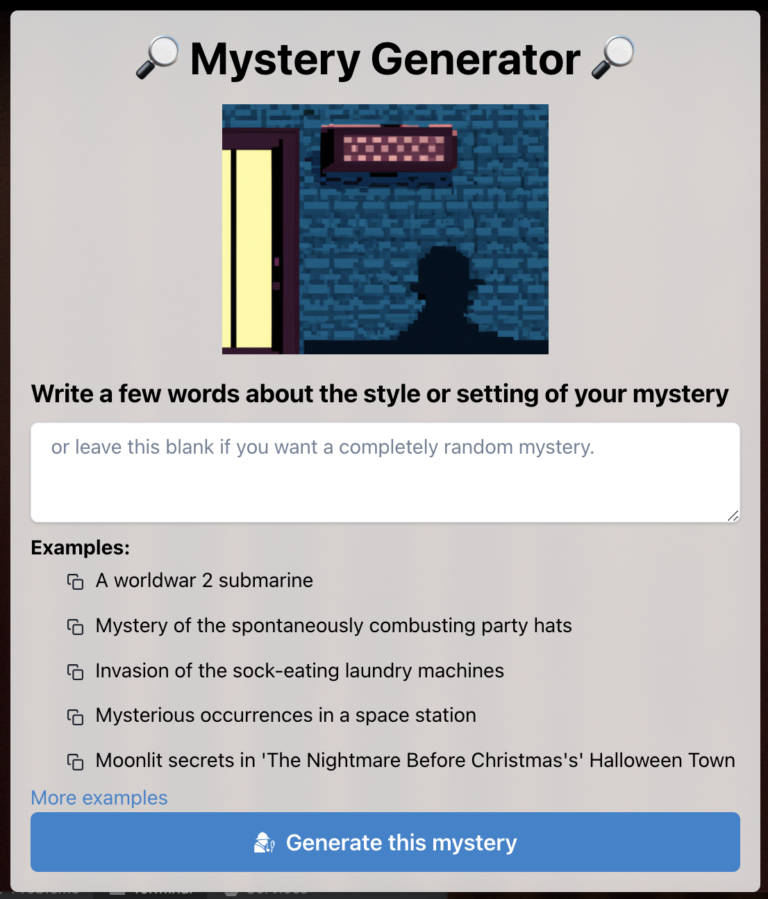 Mystery Generator
Write a few words about the style or setting of your mystery
or leave this blank if you want a completely random mystery.
Examples:
A worldwar 2 submarine
Mystery of the spontaneously combusting party hats
Invasion of the sock-eating laundry machines
Mysterious occurrences in a space station
Moonlit secrets in 'The Nightmare Before Christmas's' Halloween Town
More examples
Generate this mystery